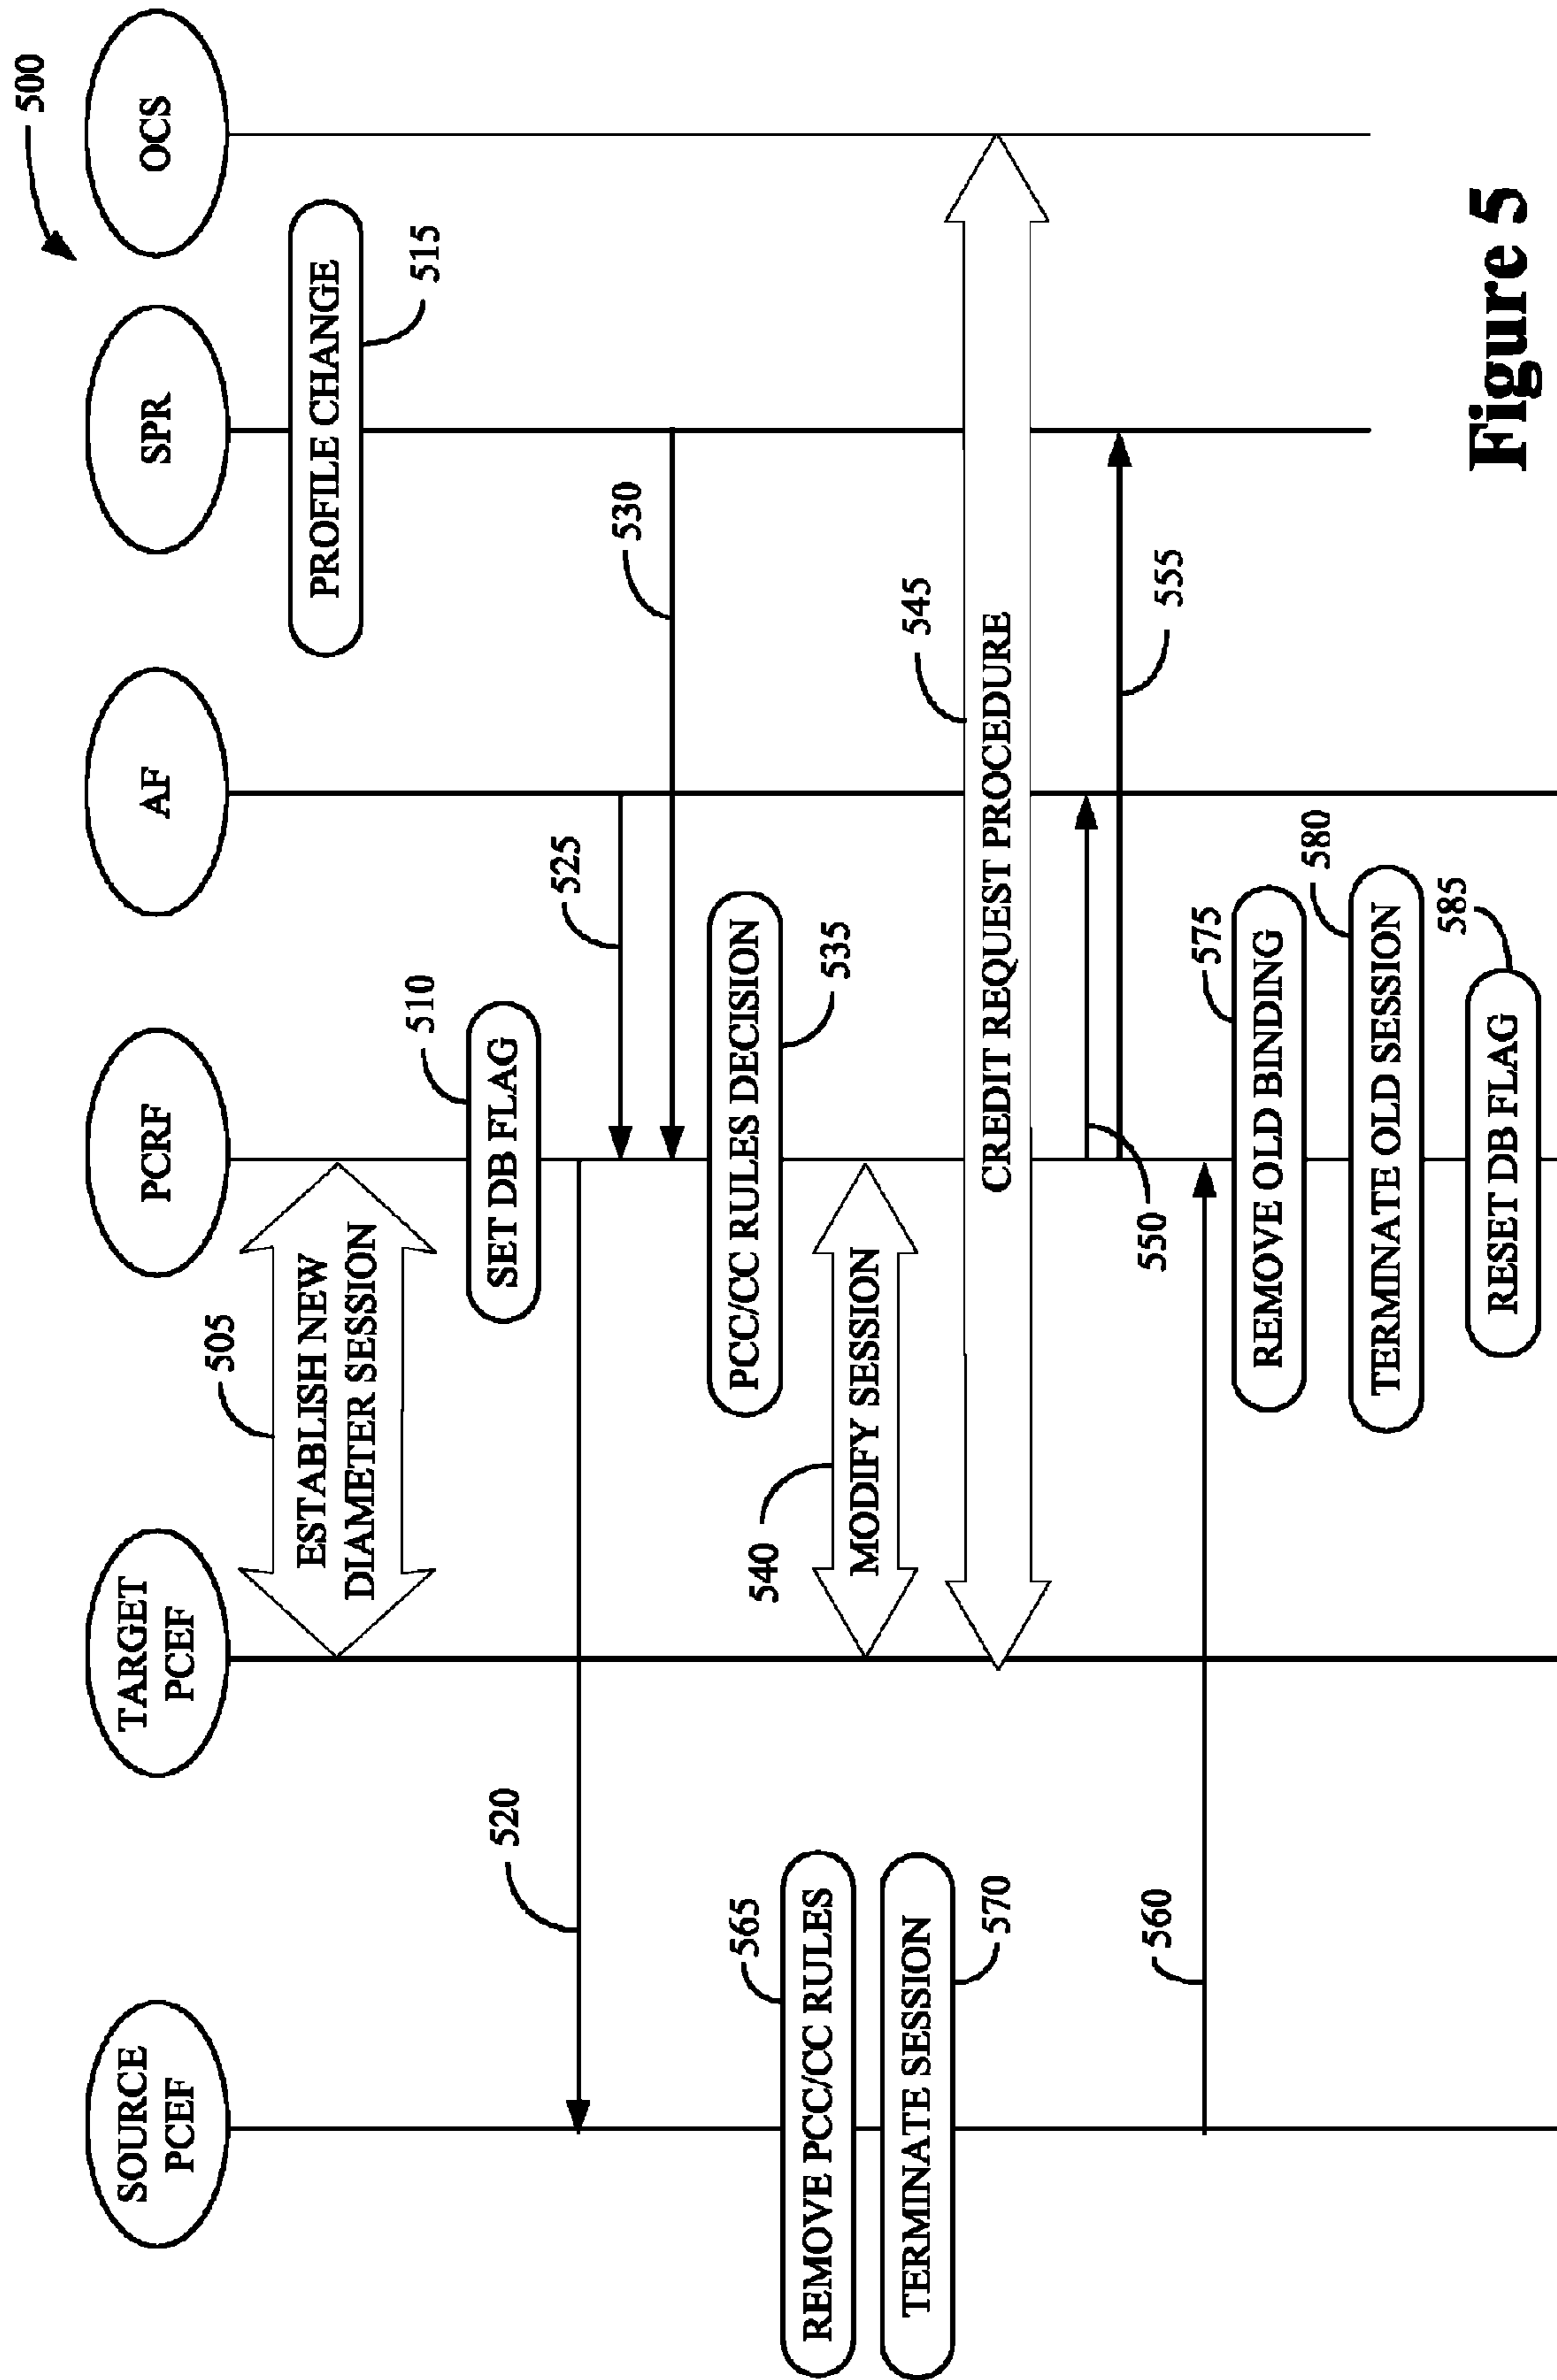 500
SOURCE
PCEF
TARGET
PCEF
PCRF
AF
SPR
OCS
505
ESTABLISH NEW
DIAMETER SESSION
PROFILE CHANGE
515
510
SET DB FLAG
520
525
530
PCC/CC RULES DECISION
535
565
REMOVE PCC/CC RULES
540
MODIFY SESSION
TERMINATE SESSION
570
545
CREDIT REQUEST PROCEDURE
550
555
560
575
REMOVE OLD BINDING
580
TERMINATE OLD SESSION
585
RESET DB FLAG
Figure 5